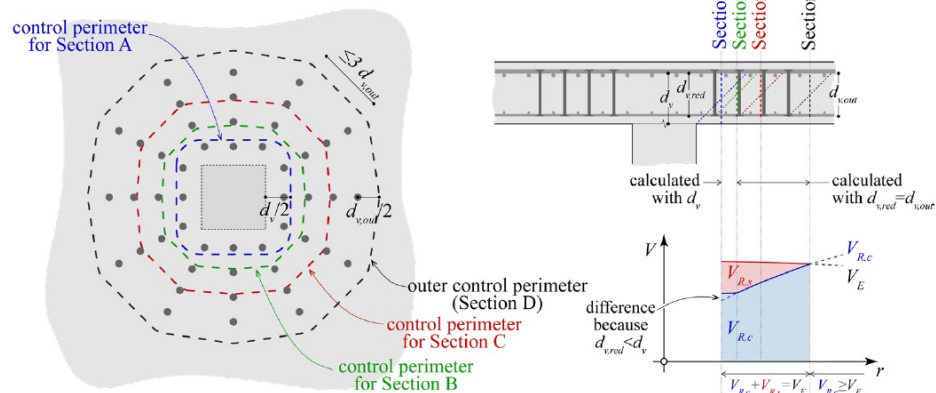 control perimeter
for Section A
≤3 d_v,out
d_v/2
d_v,out/2
outer control perimeter
(Section D)
control perimeter
for Section C
control perimeter
for Section B
Section
Section
Section
Section
d_v
d_v,red
d_v,out
calculated
with d_v
calculated
with d_v,red=d_v,out
V
V_R,c
V_E
V_R,s
V_R,c
difference
because
d_v,red<d_v
r
V_R,c+V_R,s=V_E
V_R,c≥V_E